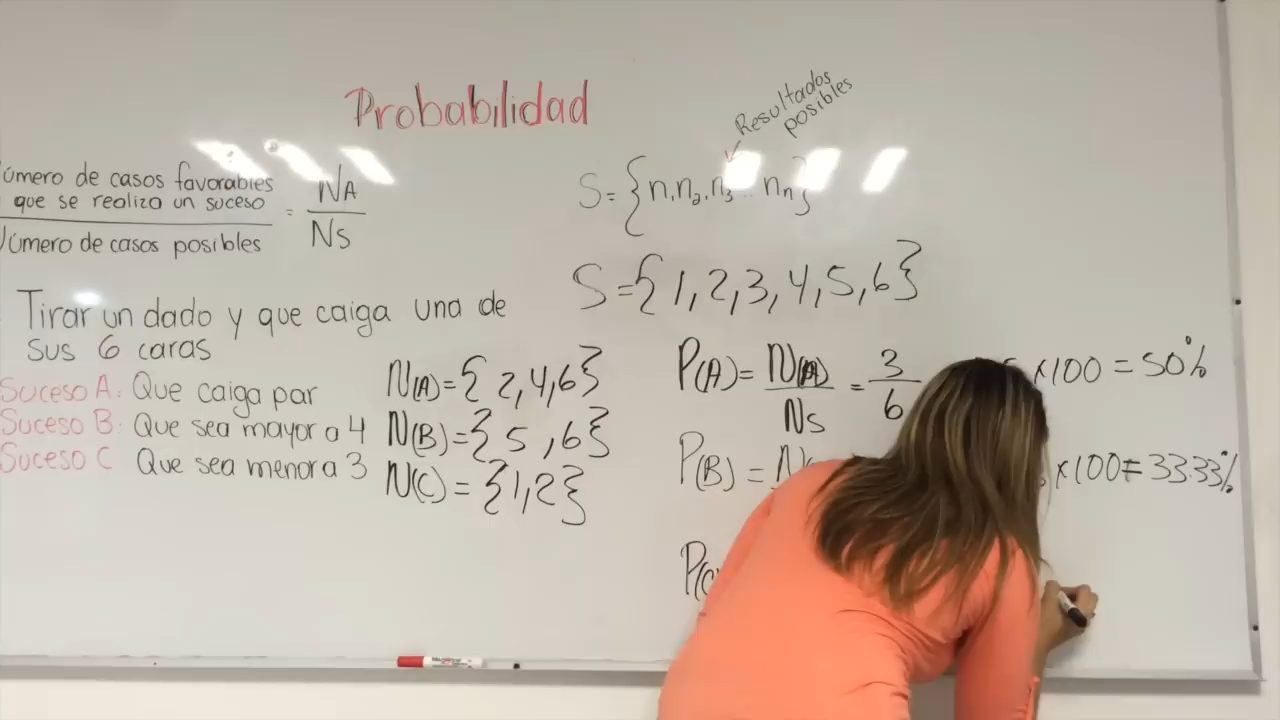 Probabilidad
Resultados
posibles
úmero de casos favorables
que se realiza un suceso
Número de casos posibles
= NA
NS
S={n1,n2,n3...nn}
S={1,2,3,4,5,6}
Tirar un dado y que caiga una de
sus 6 caras
Suceso A: Que caiga par
N(A)={2,4,6}
Suceso B: Que sea mayor a 4
N(B)={5,6}
Suceso C Que sea menor a 3
N(C)={1,2}
P(A)= N(A)
Ns
= 3
6
x100=50%
P(B)= N
x100=33.33%
P(C